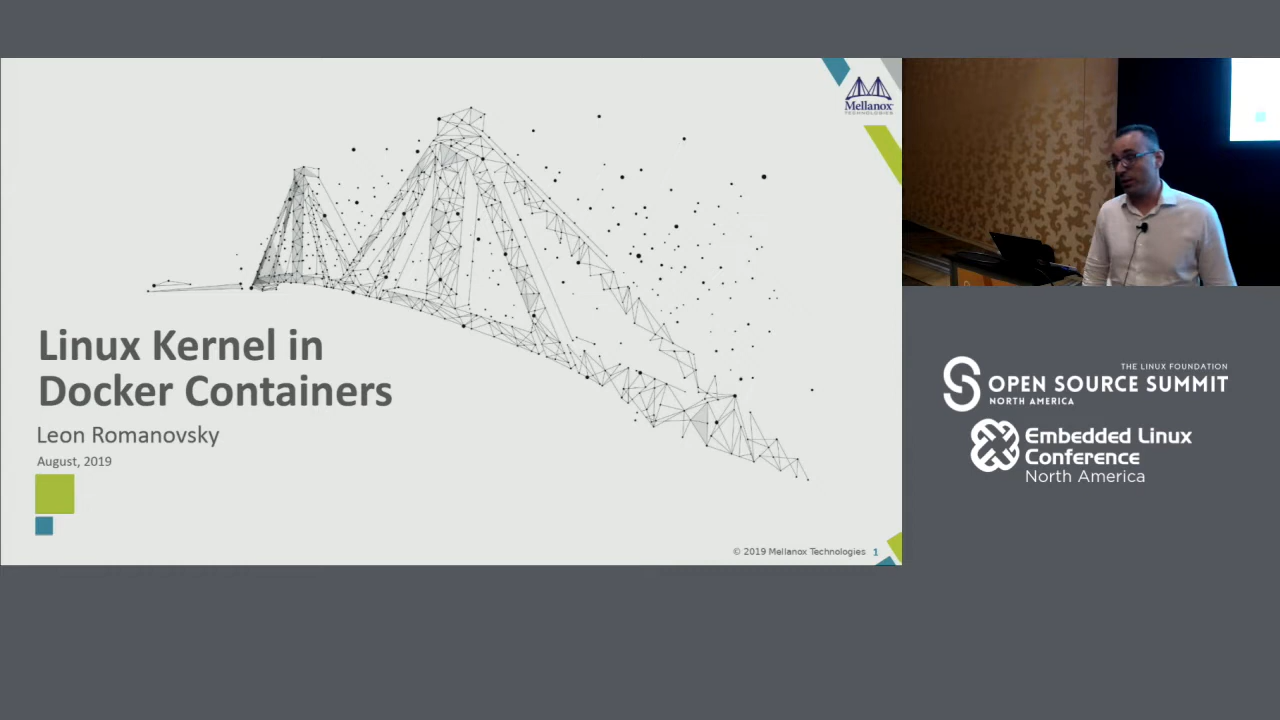 Mellanox
TECHNOLOGIES
Linux Kernel in
Docker Containers
Leon Romanovsky
August, 2019
© 2019 Mellanox Technologies 1
THE LINUX FOUNDATION
OPEN SOURCE SUMMIT
NORTH AMERICA
Embedded Linux
Conference
North America